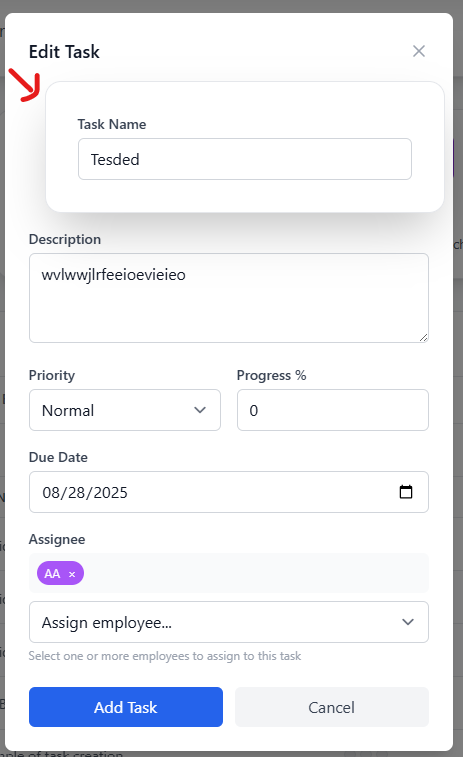 Edit Task
Task Name
Tesded
Description
wvlwwjlrfeeioevieieo
Priority
Progress %
Normal
0
Due Date
08/28/2025
Assignee
AA ×
Assign employee...
Select one or more employees to assign to this task
Add Task
Cancel